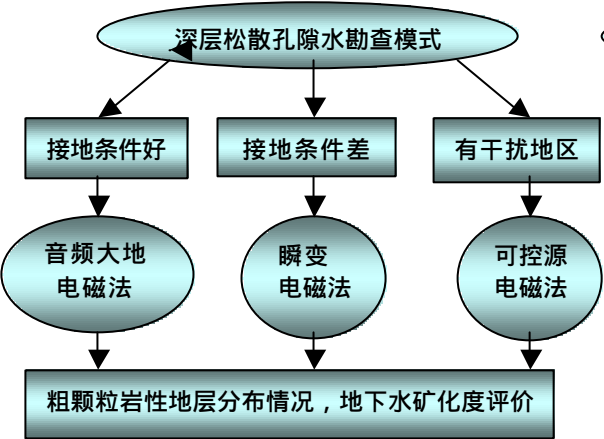 深层松散孔隙水勘查模式
接地条件好
接地条件差
有干扰地区
音频大地
电磁法
瞬变
电磁法
可控源
电磁法
粗颗粒岩性地层分布情况，地下水矿化度评价